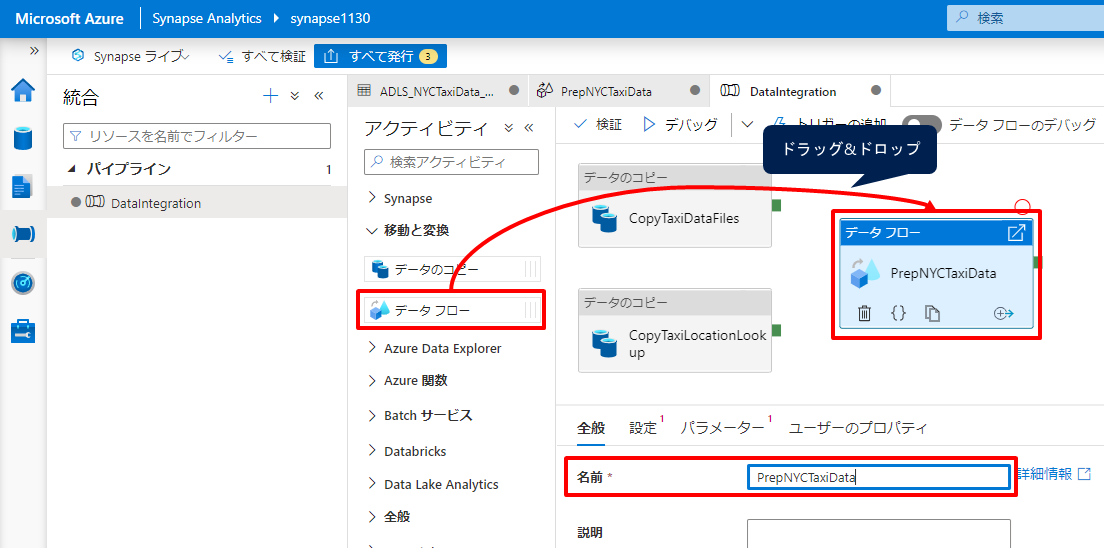 Microsoft Azure
Synapse Analytics
synapse1130
検索
Synapse ライブ
すべて検証
すべて発行
3
統合
リソースを名前でフィルター
パイプライン
1
DataIntegration
ADLS_NYCTaxiData_...
PrepNYCTaxiData
DataIntegration
アクティビティ
検索アクティビティ
Synapse
移動と変換
データのコピー
データ フロー
Azure Data Explorer
Azure 関数
Batch サービス
Databricks
Data Lake Analytics
全般
検証
デバッグ
トリガーの追加
データ フローのデバッグ
ドラッグ&ドロップ
データのコピー
CopyTaxiDataFiles
データ フロー
PrepNYCTaxiData
{}
データのコピー
CopyTaxiLocationLook
up
全般
設定
1
パラメーター
1
ユーザーのプロパティ
名前 *
PrepNYCTaxiData
詳細情報
説明